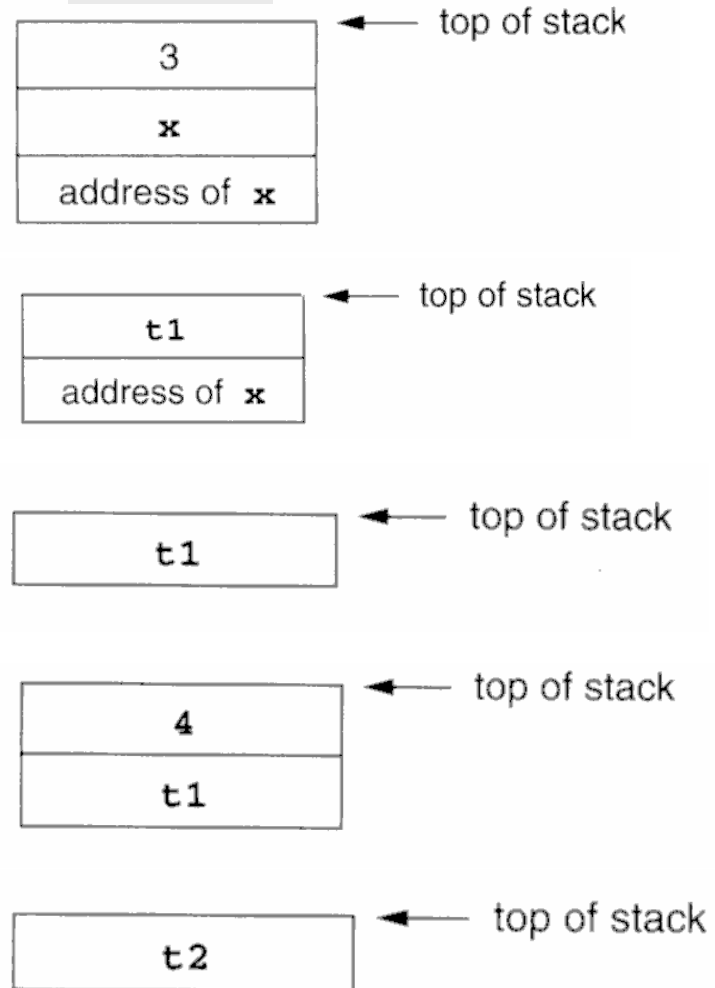 top of stack
3
x
address of x
top of stack
t1
address of x
top of stack
t1
top of stack
4
t1
top of stack
t2